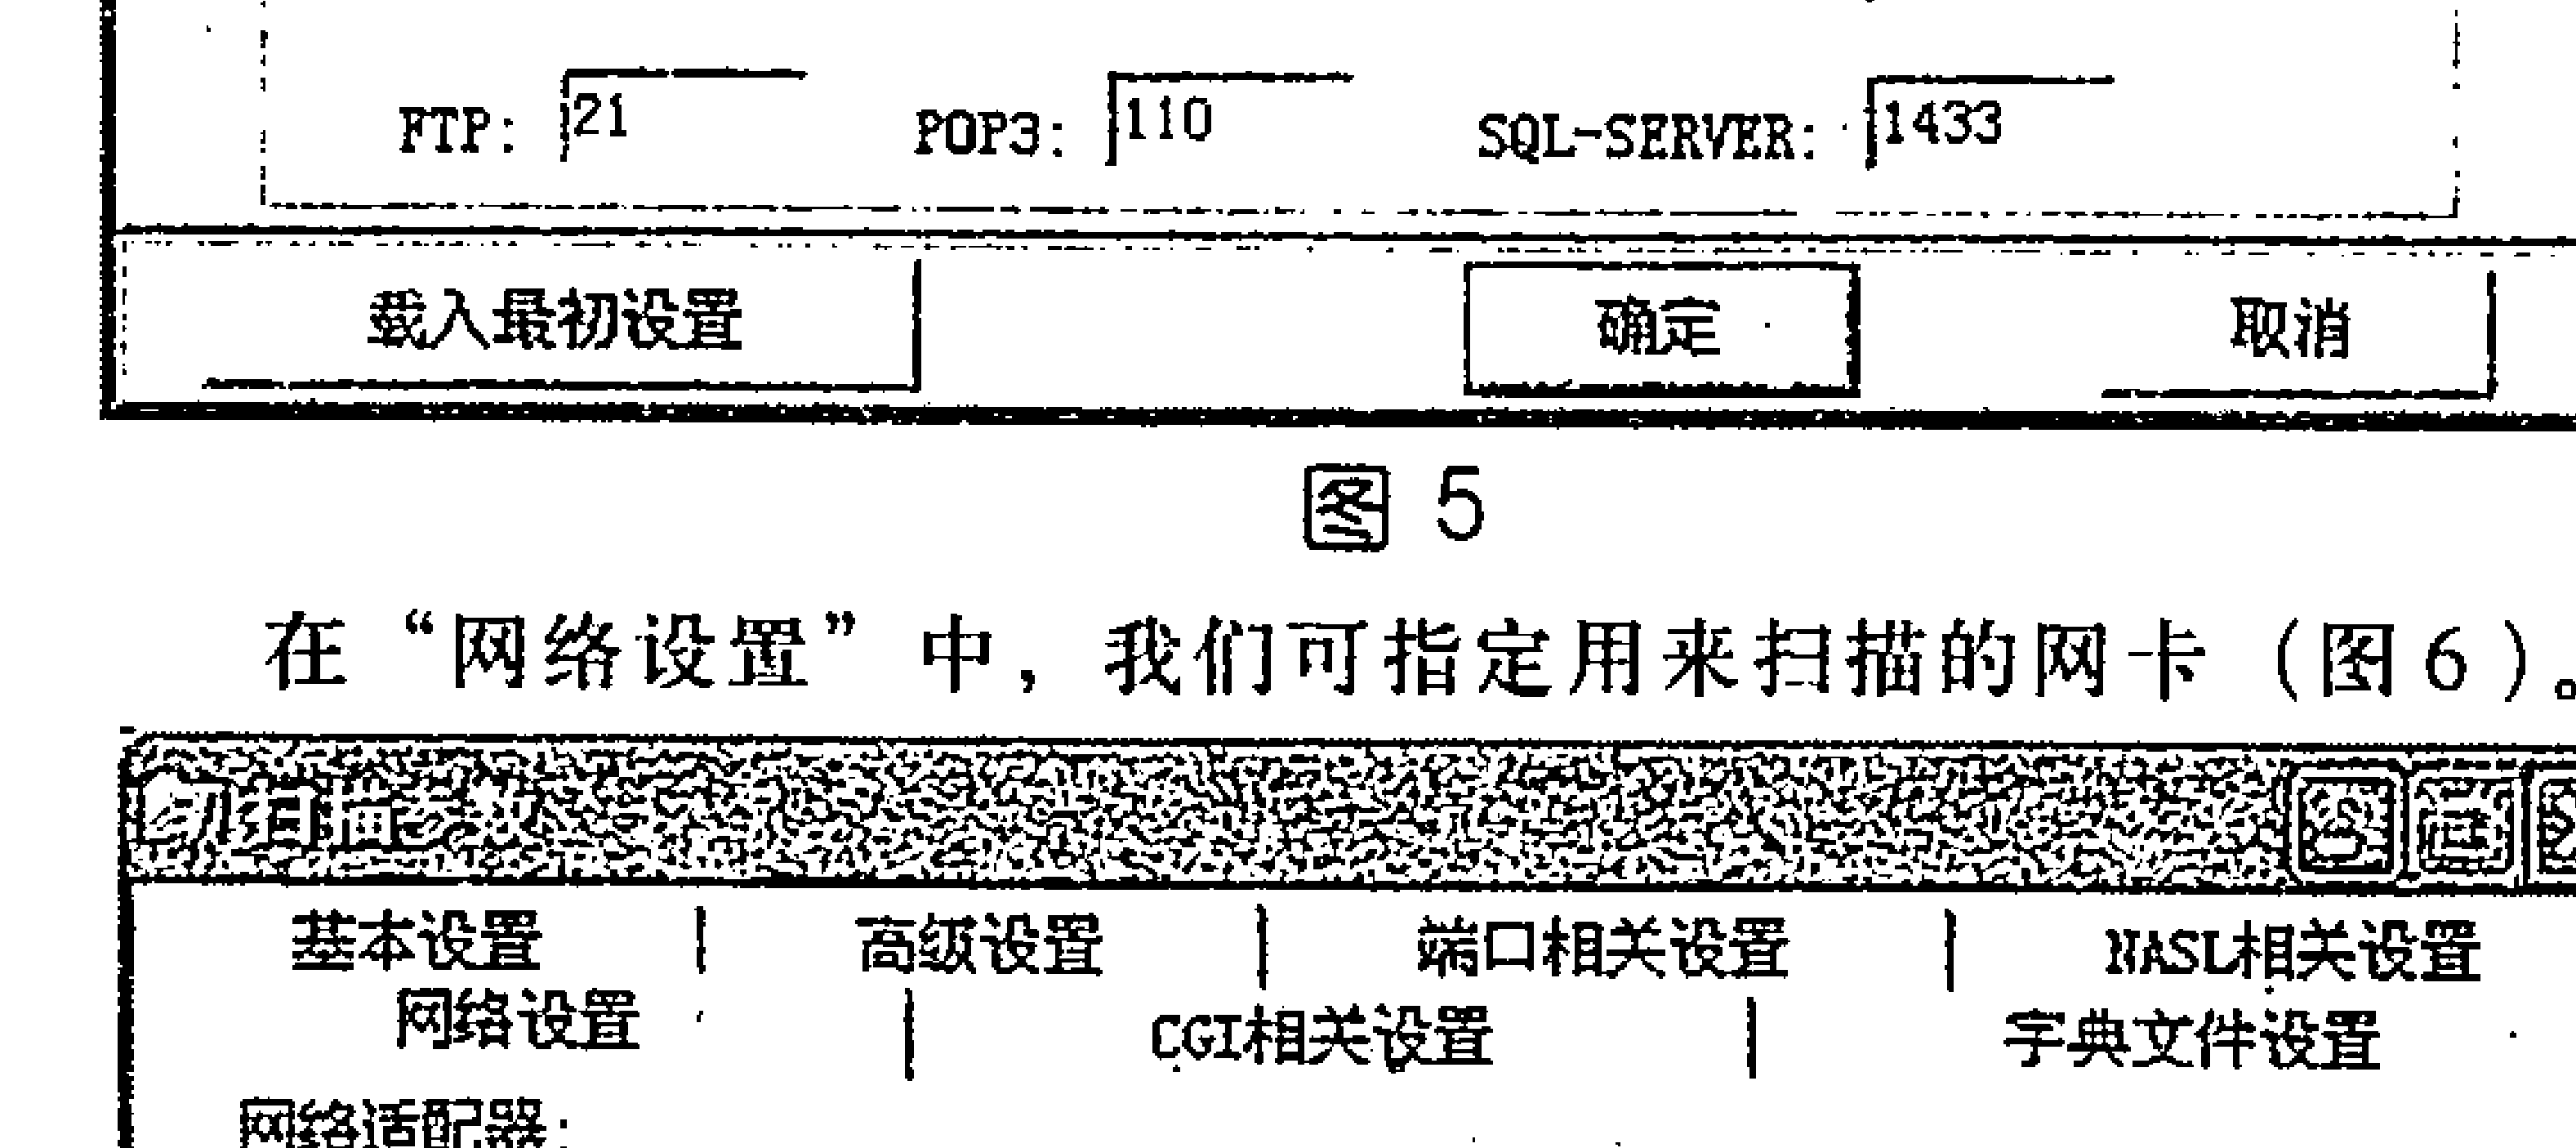 FTP: 21 POP3: 110 SQL-SERVER: 1433
载入最初设置 确定 取消
图 5
在“网络设置”中，我们可指定用来扫描的网卡（图6）。
扫描参数
基本设置 | 高级设置 | 端口相关设置 | NASL相关设置
网络设置 | CGI相关设置 | 字典文件设置
网络适配器: